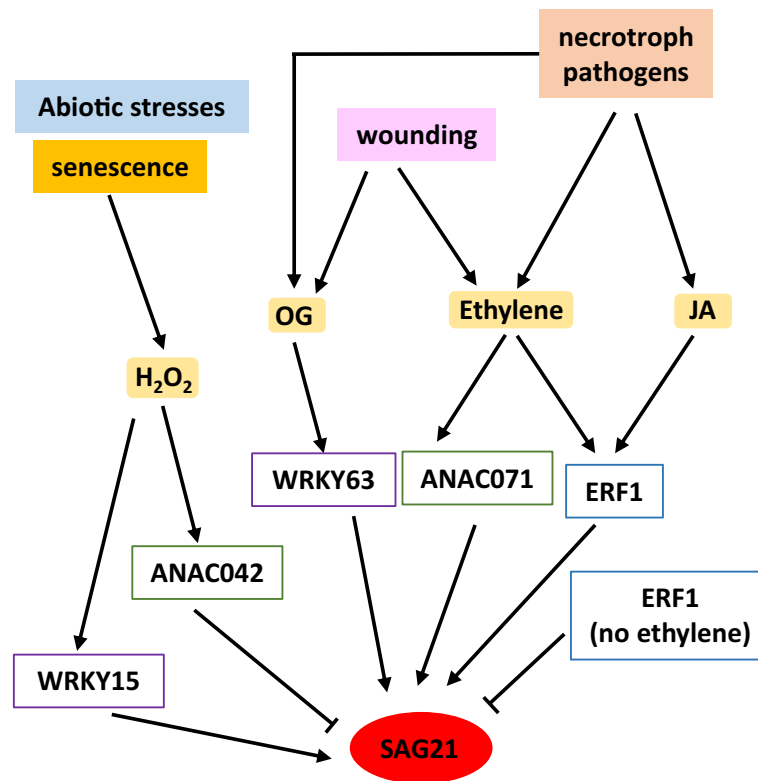 necrotroph
pathogens
Abiotic stresses
wounding
senescence
OG
Ethylene
JA
H₂O₂
WRKY63
ANAC071
ERF1
ANAC042
ERF1
(no ethylene)
WRKY15
SAG21